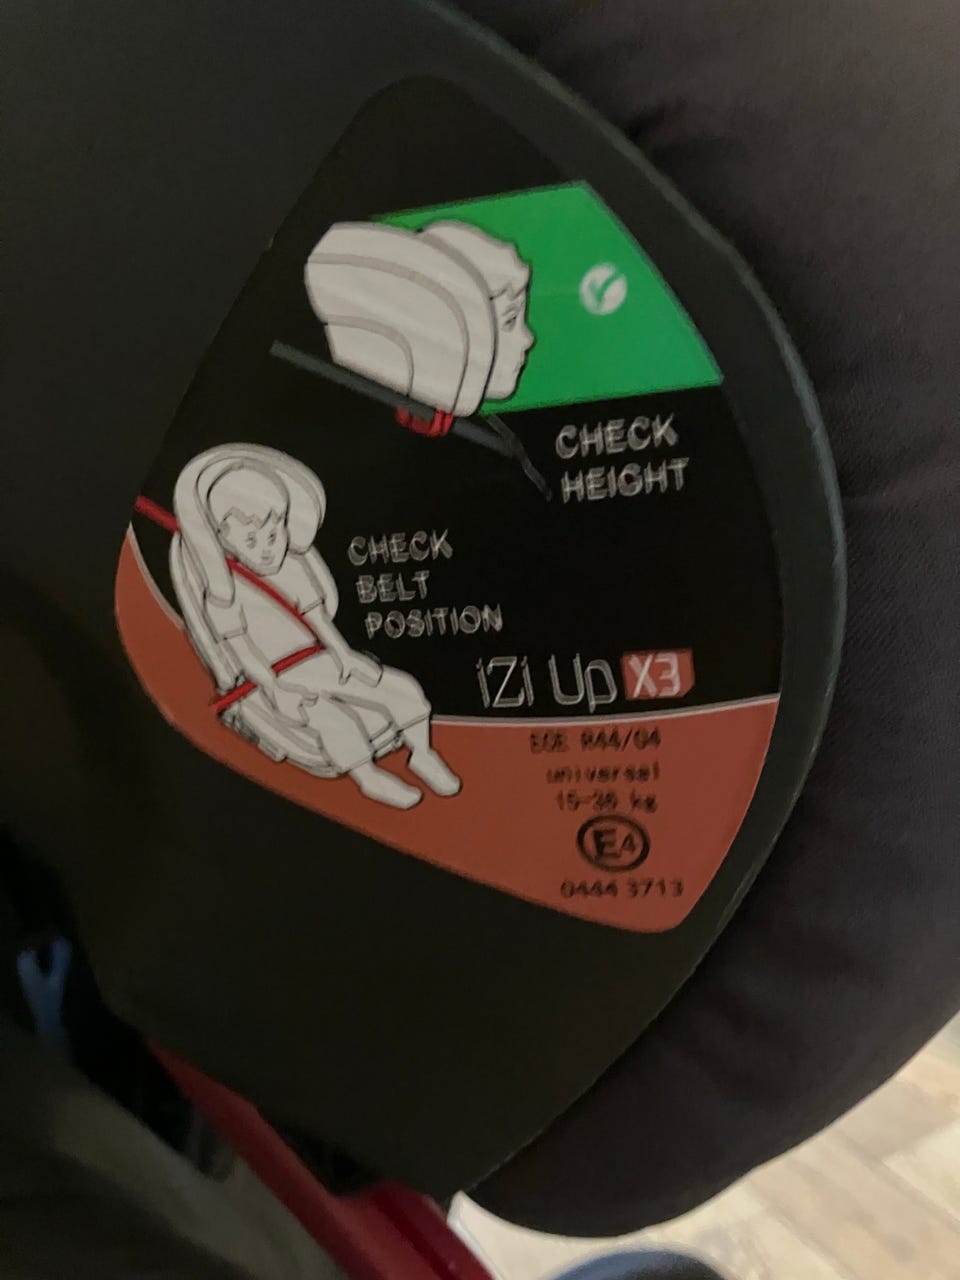 CHECK
HEIGHT
CHECK
BELT
POSITION
iZi Up X3
ECE R44/04
universal
15-36 kg
E4
0444 3713